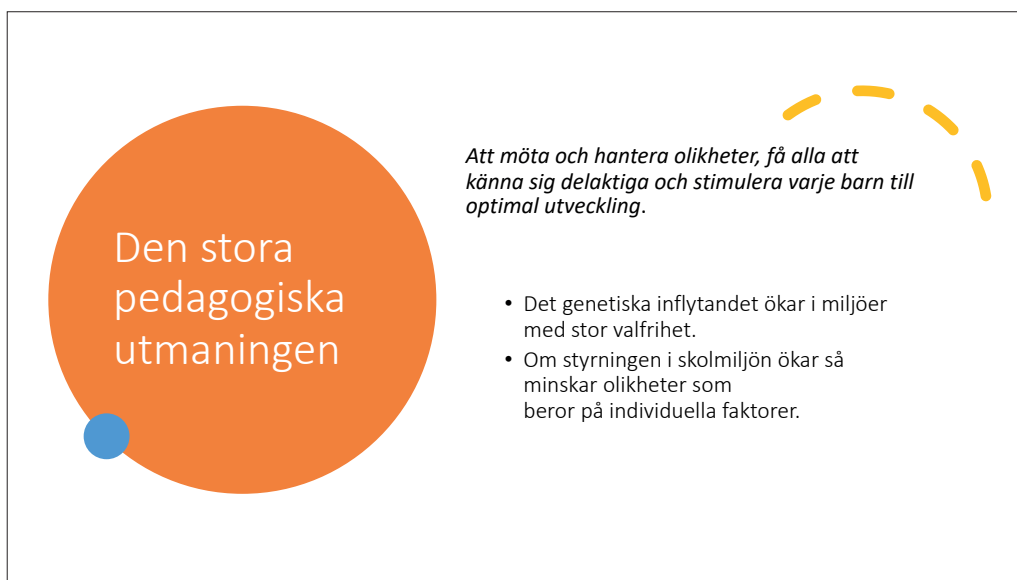 Den stora
pedagogiska
utmaningen
Att möta och hantera olikheter, få alla att
känna sig delaktiga och stimulera varje barn till
optimal utveckling.
• Det genetiska inflytandet ökar i miljöer
med stor valfrihet.
• Om styrningen i skolmiljön ökar så
minskar olikheter som
beror på individuella faktorer.